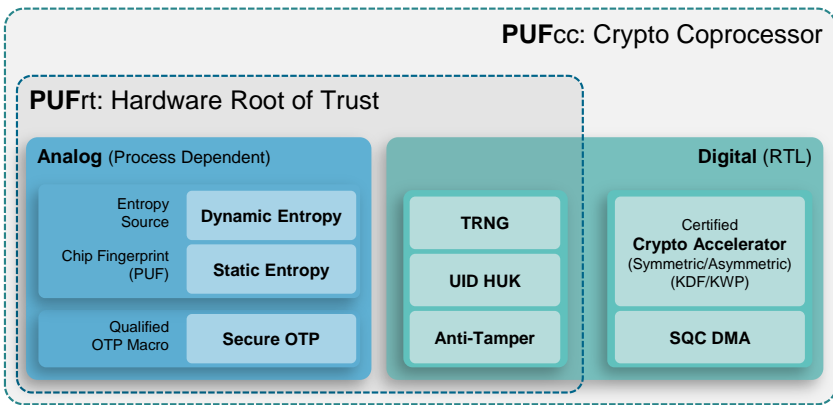 PUFcc: Crypto Coprocessor
PUFrt: Hardware Root of Trust
Analog (Process Dependent)
Entropy
Source
Dynamic Entropy
Chip Fingerprint
(PUF)
Static Entropy
Qualified
OTP Macro
Secure OTP
Digital (RTL)
TRNG
UID HUK
Anti-Tamper
Certified
Crypto Accelerator
(Symmetric/Asymmetric)
(KDF/KWP)
SQC DMA